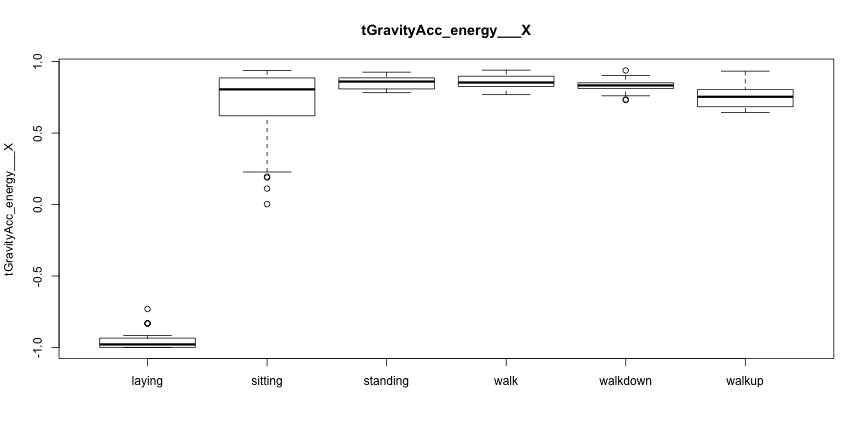 tGravityAcc_energy___X
tGravityAcc_energy___X
1.0
0.5
0.0
-0.5
-1.0
laying
sitting
standing
walk
walkdown
walkup